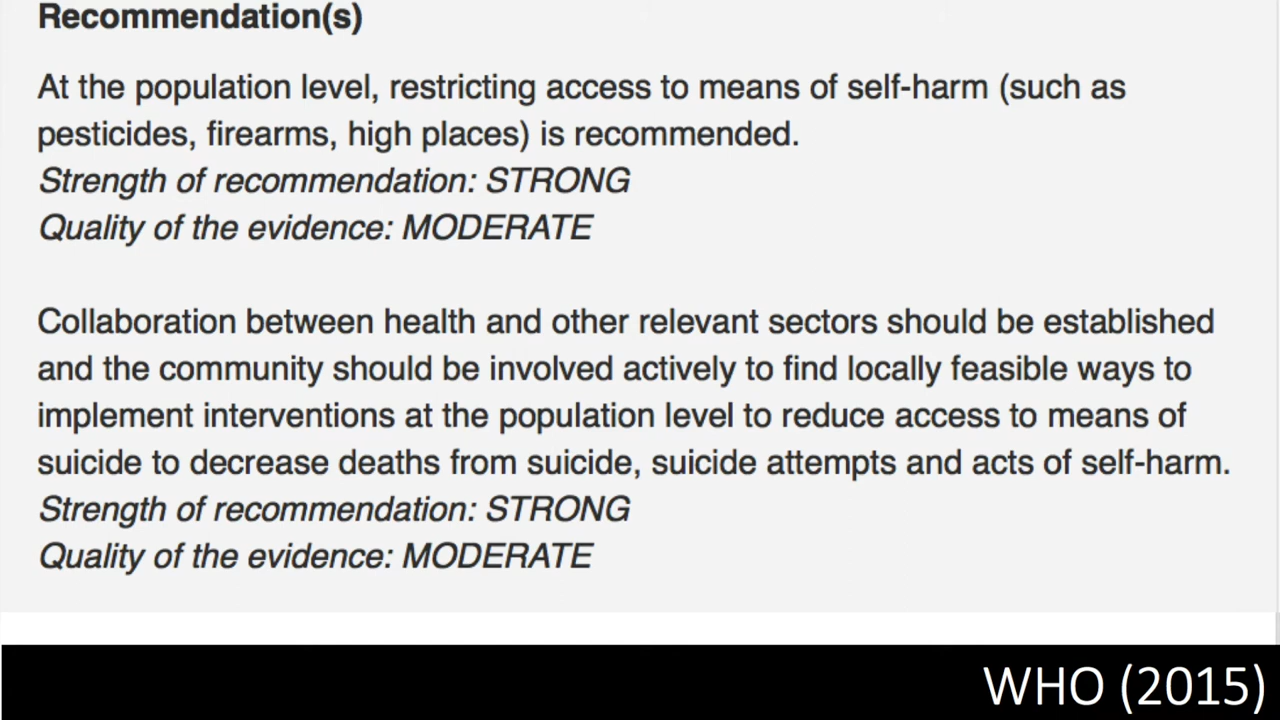 Recommendation(s)
At the population level, restricting access to means of self-harm (such as
pesticides, firearms, high places) is recommended.
Strength of recommendation: STRONG
Quality of the evidence: MODERATE
Collaboration between health and other relevant sectors should be established
and the community should be involved actively to find locally feasible ways to
implement interventions at the population level to reduce access to means of
suicide to decrease deaths from suicide, suicide attempts and acts of self-harm.
Strength of recommendation: STRONG
Quality of the evidence: MODERATE
WHO (2015)